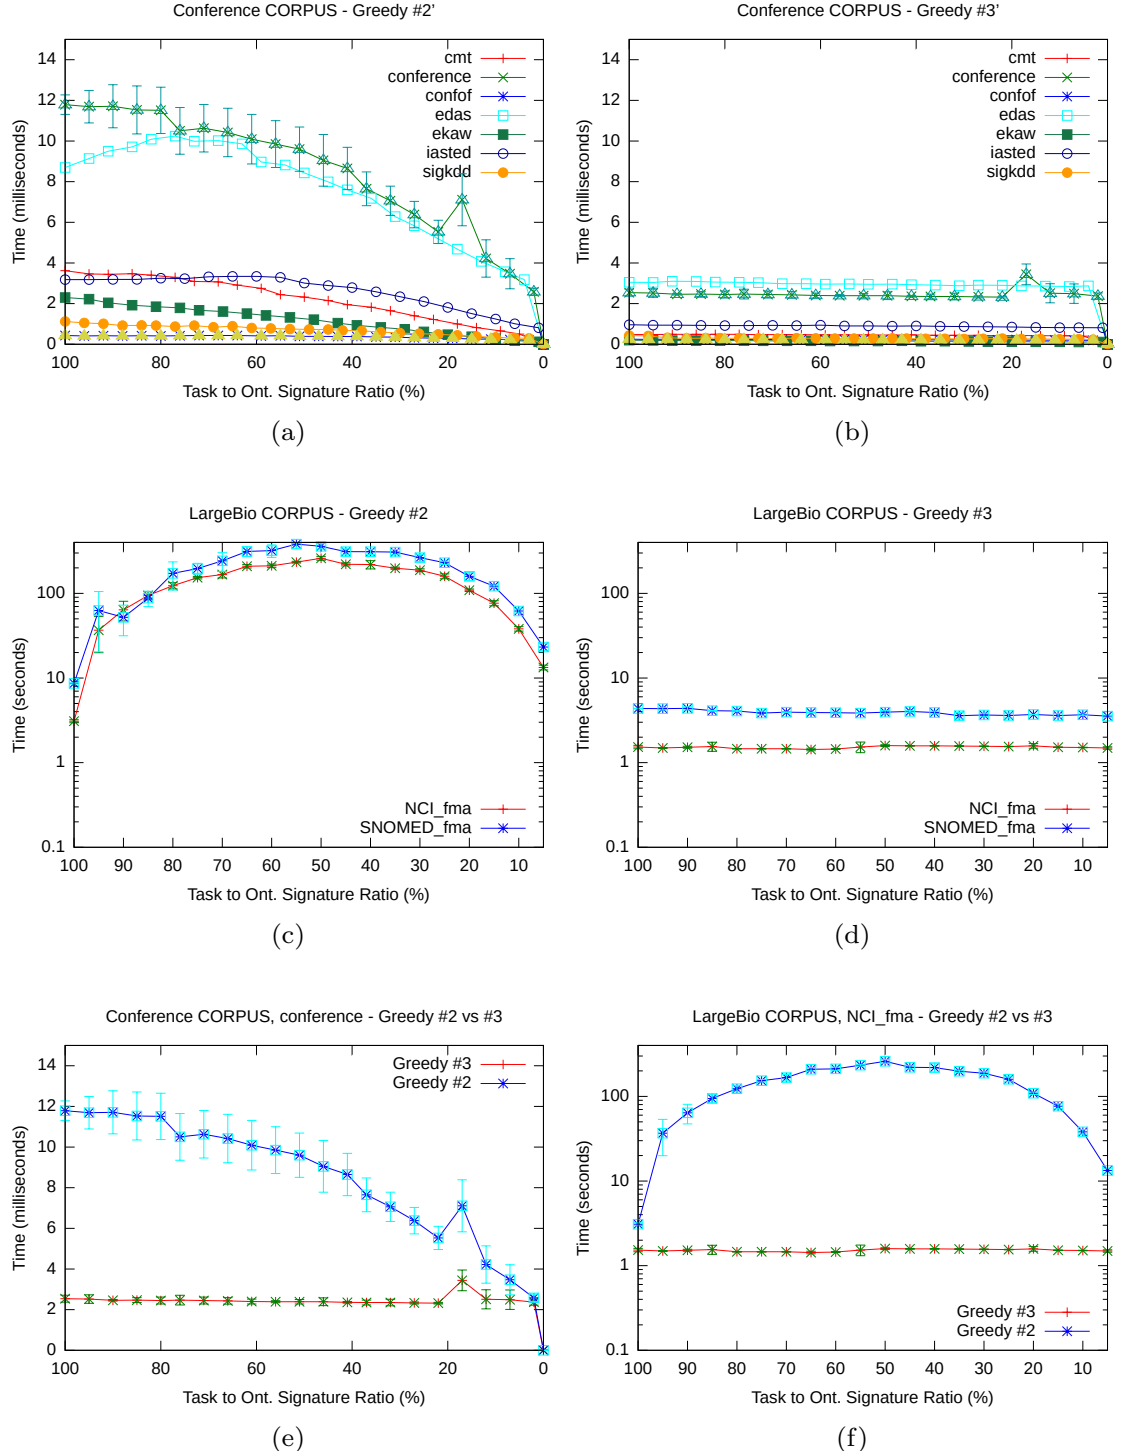 Conference CORPUS - Greedy #2’
Time (milliseconds)
14
12
10
8
6
4
2
0
cmt
conference
confof
edas
ekaw
iasted
sigkdd
100 80 60 40 20 0
Task to Ont. Signature Ratio (%)
(a)
Conference CORPUS - Greedy #3’
Time (milliseconds)
14
12
10
8
6
4
2
0
cmt
conference
confof
edas
ekaw
iasted
sigkdd
100 80 60 40 20 0
Task to Ont. Signature Ratio (%)
(b)
LargeBio CORPUS - Greedy #2
Time (seconds)
100
10
1
0.1
NCI_fma
SNOMED_fma
100 90 80 70 60 50 40 30 20 10
Task to Ont. Signature Ratio (%)
(c)
LargeBio CORPUS - Greedy #3
Time (seconds)
100
10
1
0.1
NCI_fma
SNOMED_fma
100 90 80 70 60 50 40 30 20 10
Task to Ont. Signature Ratio (%)
(d)
Conference CORPUS, conference - Greedy #2 vs #3
Time (milliseconds)
14
12
10
8
6
4
2
0
Greedy #3
Greedy #2
100 80 60 40 20 0
Task to Ont. Signature Ratio (%)
(e)
LargeBio CORPUS, NCI_fma - Greedy #2 vs #3
Time (seconds)
100
10
1
0.1
Greedy #3
Greedy #2
100 90 80 70 60 50 40 30 20 10
Task to Ont. Signature Ratio (%)
(f)